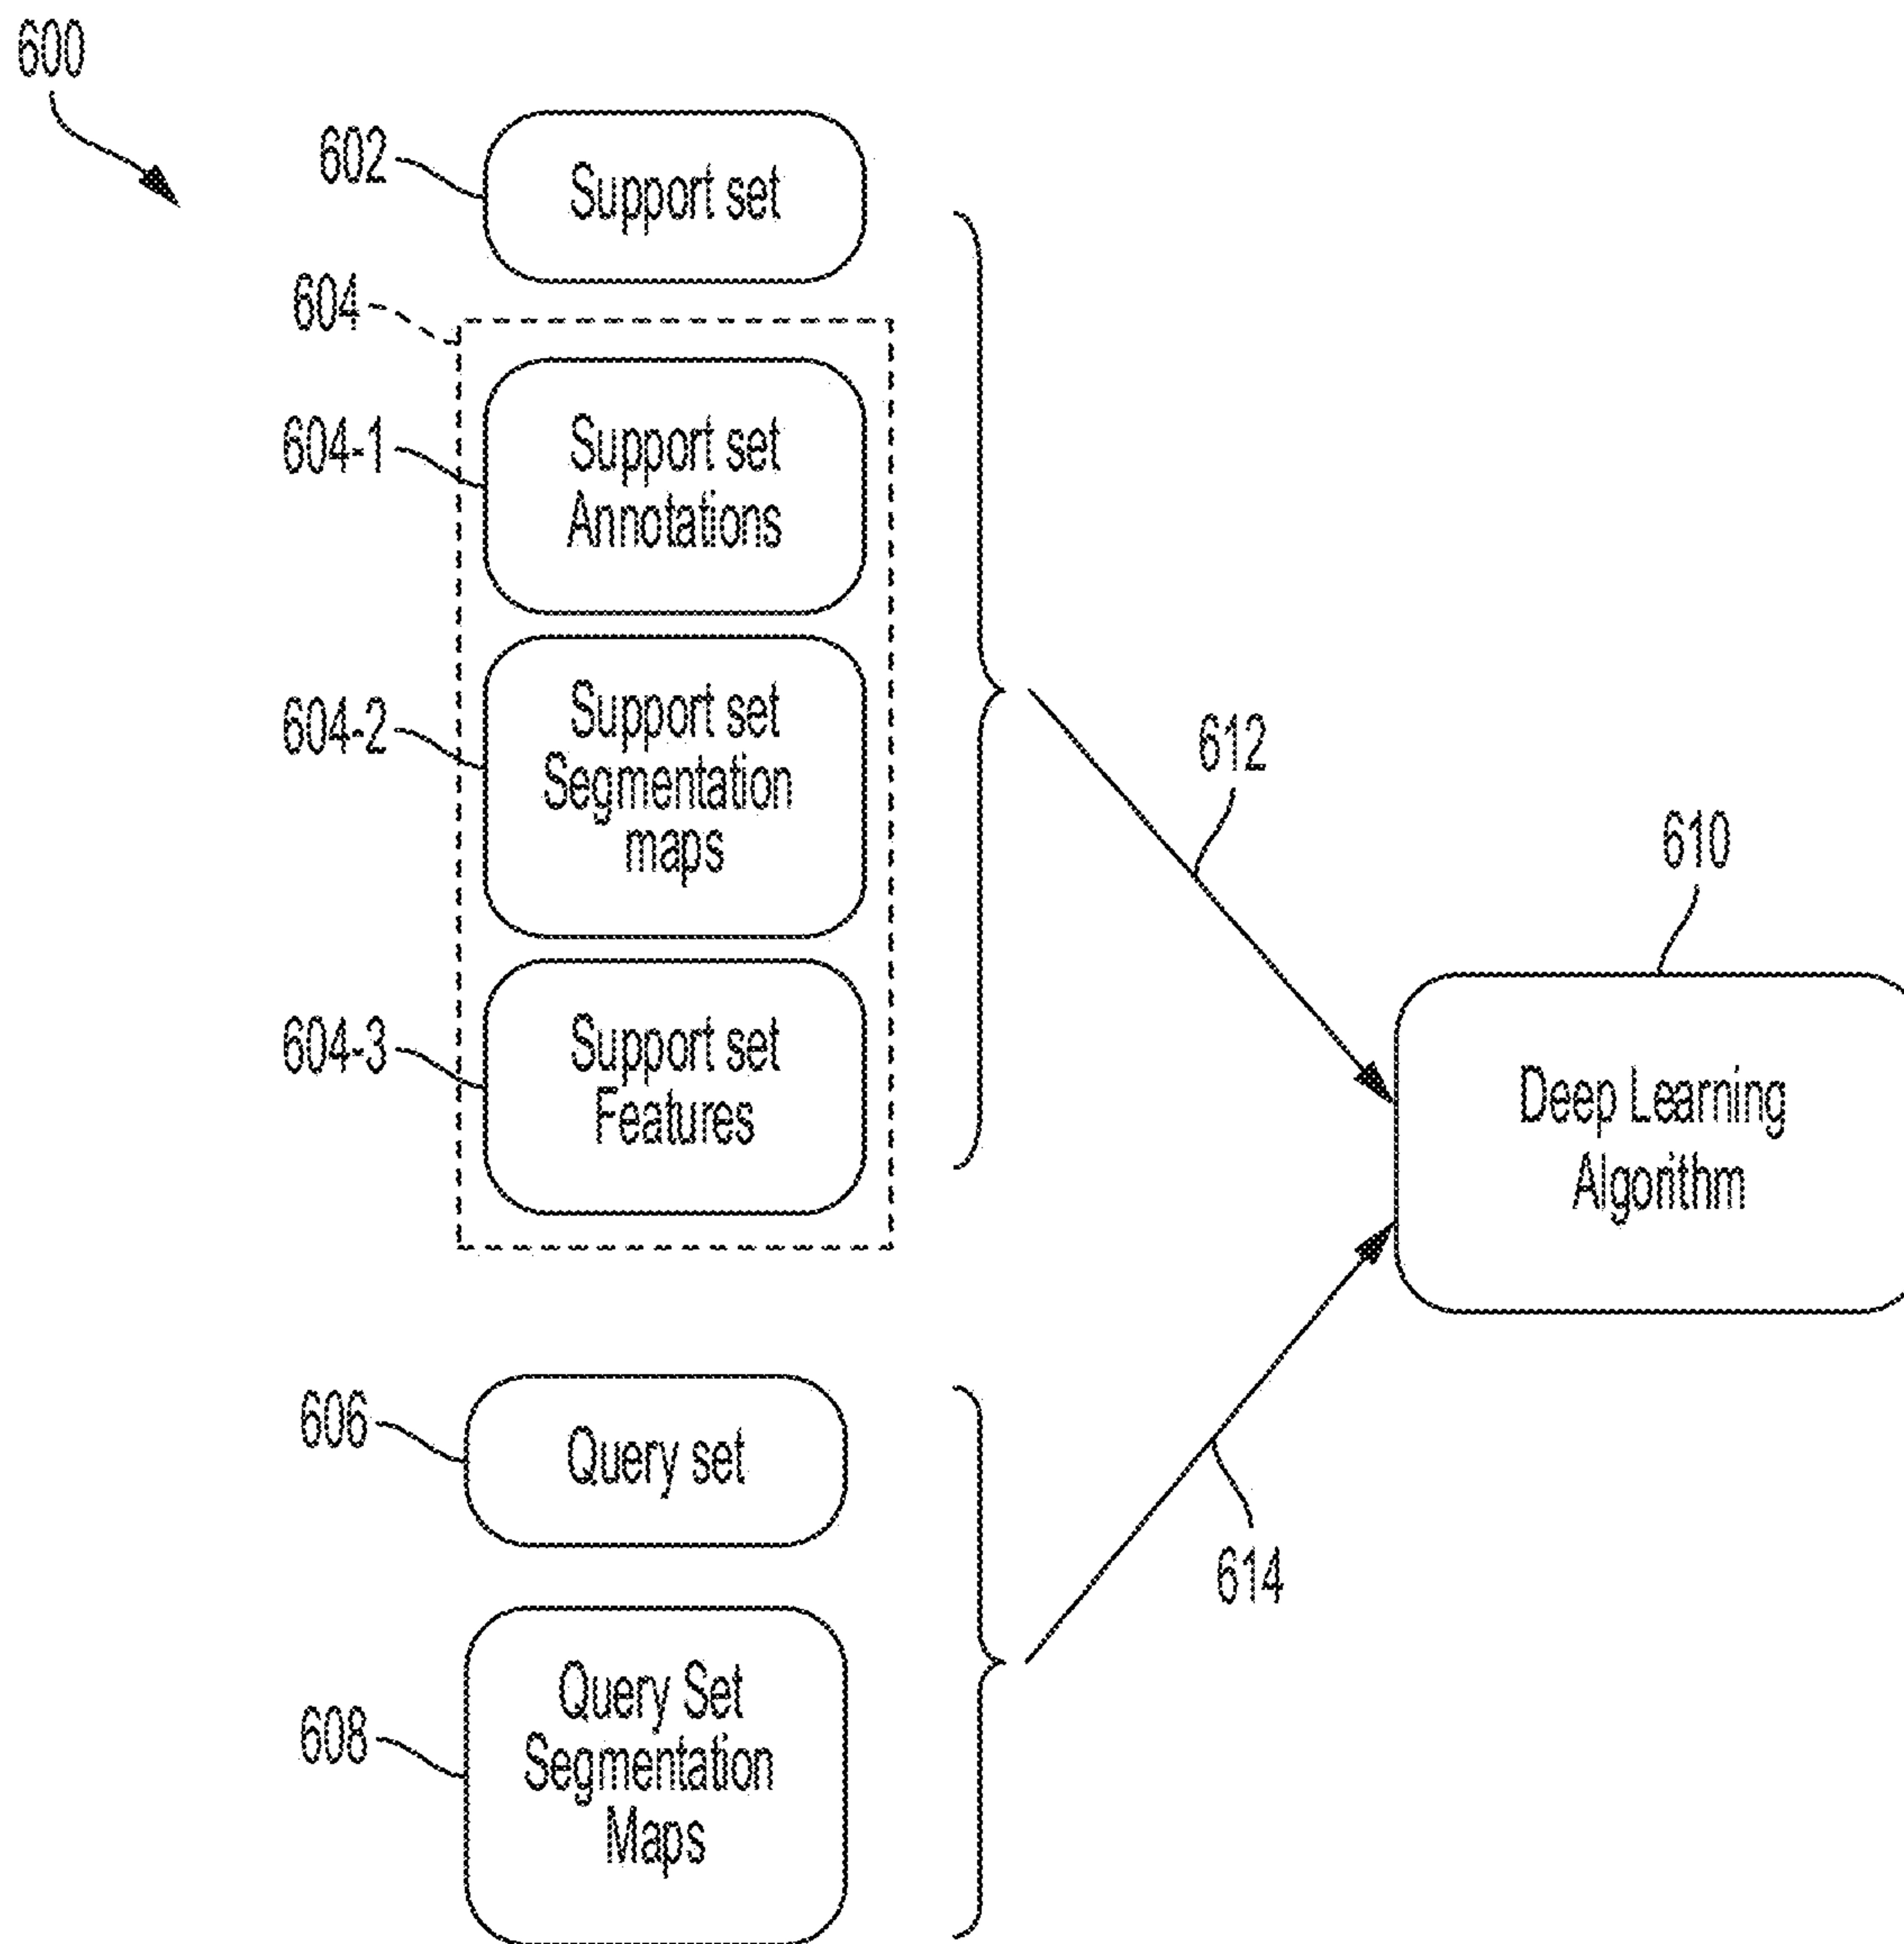 600
602
Support set
604
604-1
Support set
Annotations
604-2
Support set
Segmentation
maps
612
610
604-3
Support set
Features
Deep Learning
Algorithm
606
Query set
614
608
Query Set
Segmentation
Maps